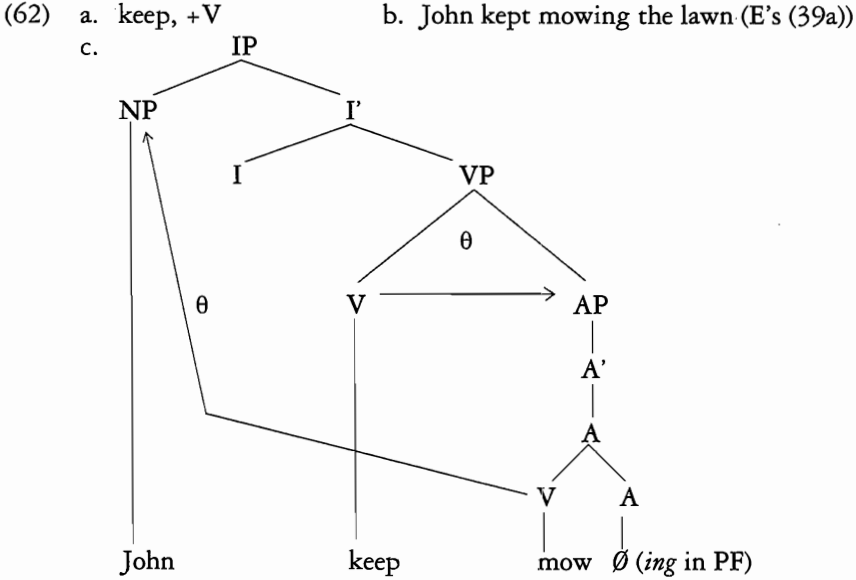 (62) a. keep, +V b. John kept mowing the lawn (E's (39a))
c. IP
NP I'
I VP
θ
θ V AP
A'
A
V A
John keep mow Ø (ing in PF)